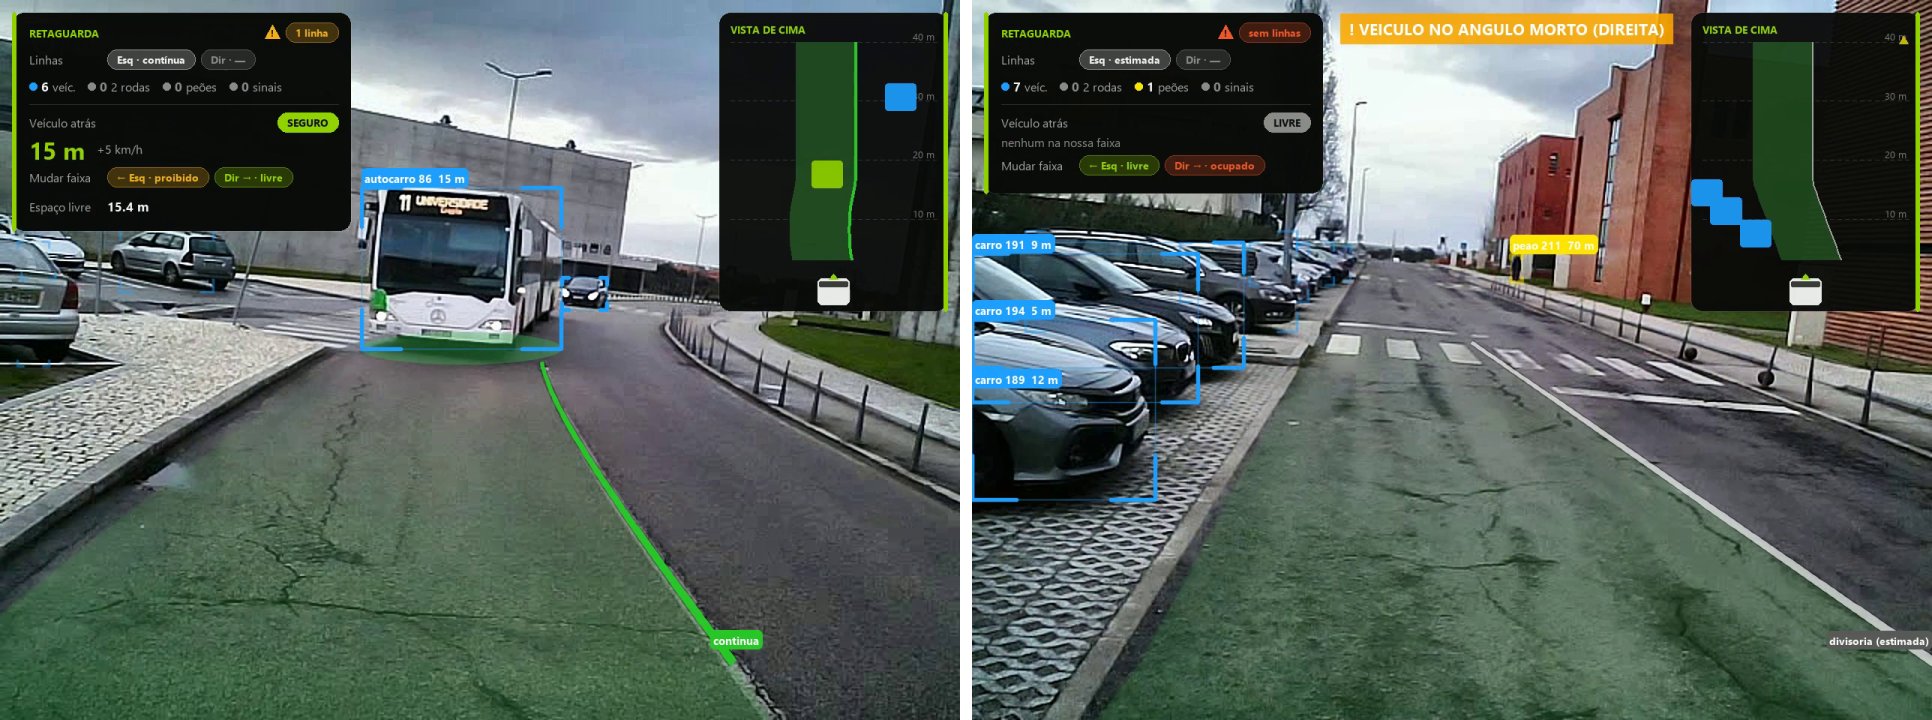 RETAGUARDA
1 linha
Linhas
Esq · contínua
Dir · —
6 veíc.
0 2 rodas
0 peões
0 sinais
Veículo atrás
SEGURO
15 m
+5 km/h
Mudar faixa
← Esq · proibido
Dir → · livre
Espaço livre
15.4 m
autocarro 86 15 m
11 UNIVERSIDADE
continua
VISTA DE CIMA
40 m
30 m
20 m
10 m
RETAGUARDA
sem linhas
Linhas
Esq · estimada
Dir · —
7 veíc.
0 2 rodas
1 peões
0 sinais
Veículo atrás
LIVRE
nenhum na nossa faixa
Mudar faixa
← Esq · livre
Dir → · ocupado
! VEICULO NO ANGULO MORTO (DIREITA)
carro 191 9 m
carro 194 5 m
carro 189 12 m
peao 211 70 m
divisoria (estimada)
VISTA DE CIMA
40 m
30 m
20 m
10 m